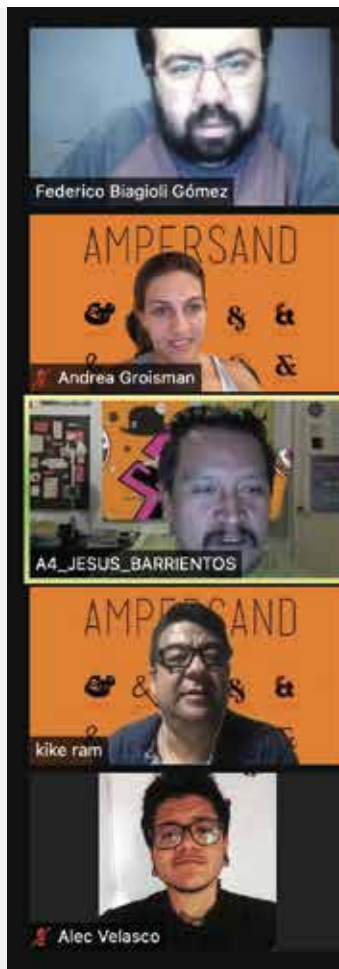 Federico Biagioli Gómez
AMPERSAND
& & &
&
Andrea Groisman
A4_JESUS_BARRIENTOS
AMPERSAND
& & & &
kike ram
Alec Velasco